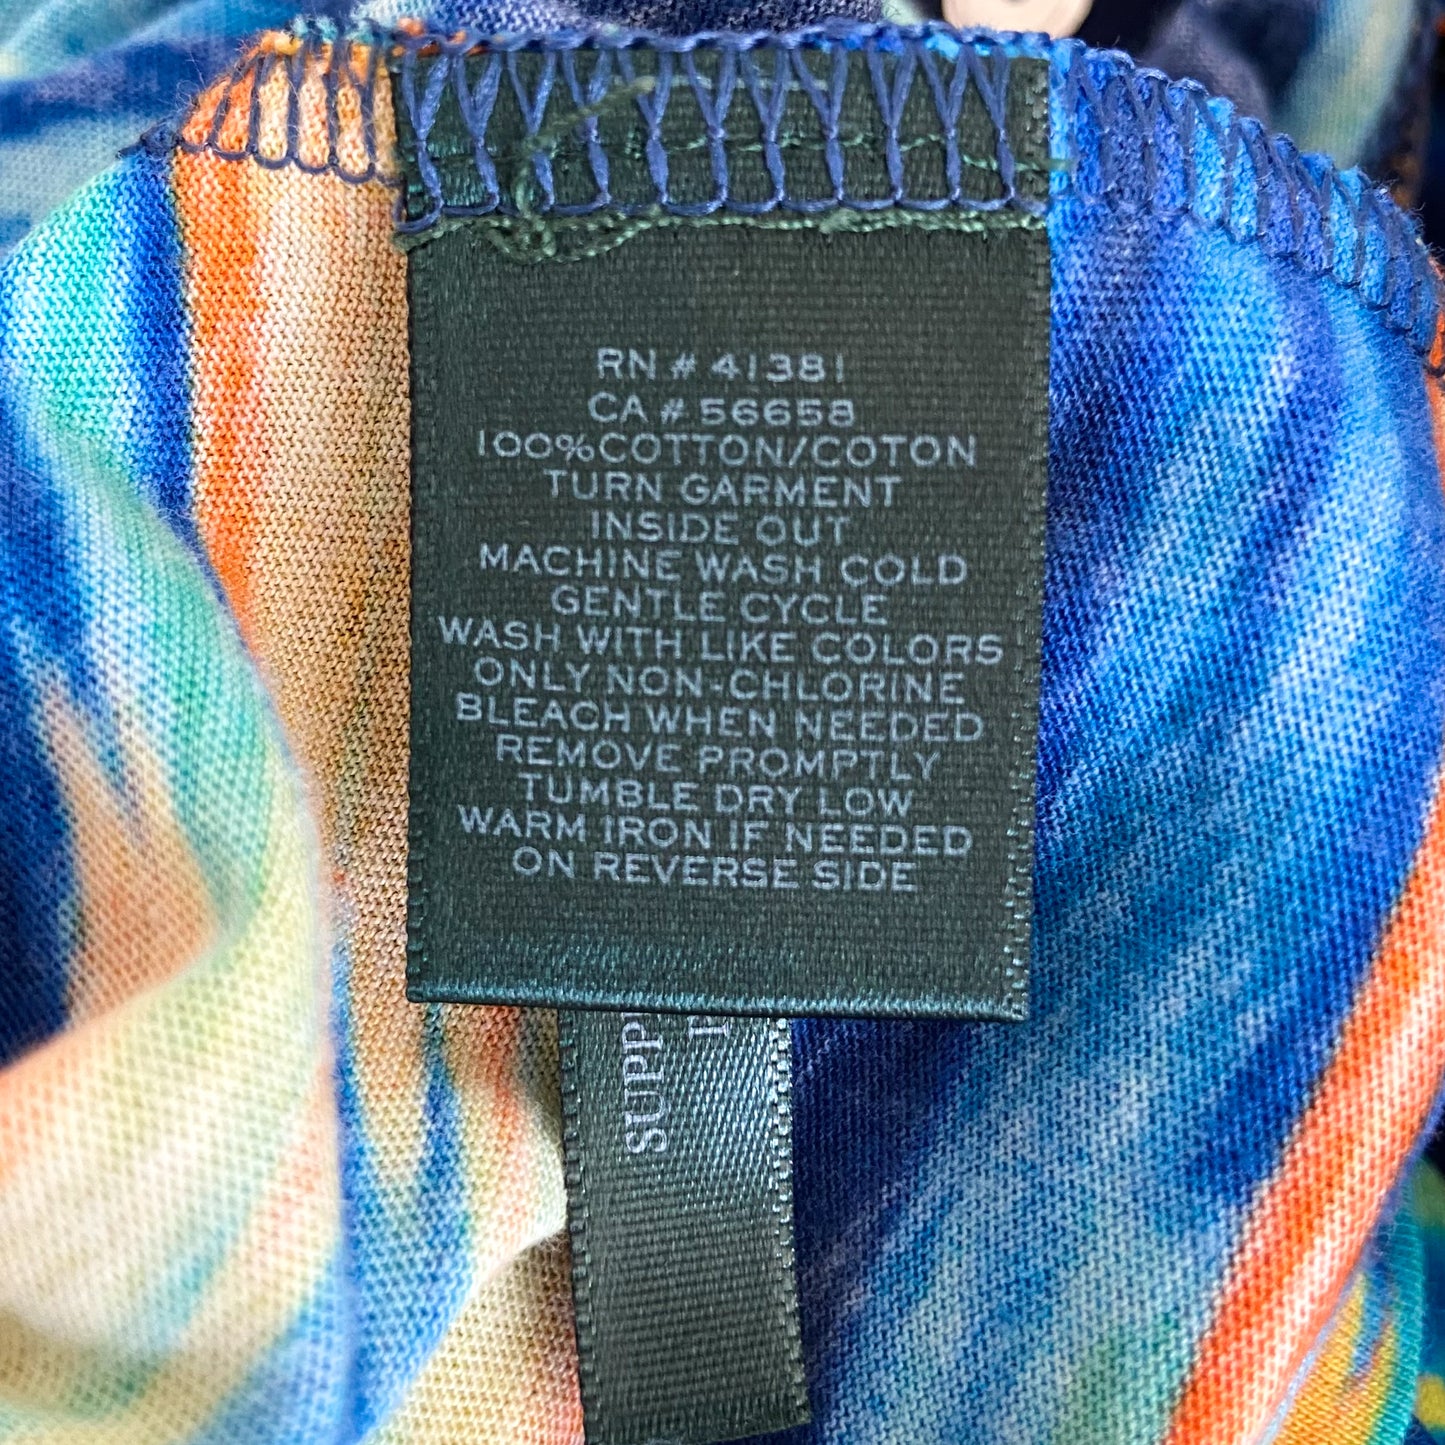 RN # 41381
CA # 56658
100%COTTON/COTON
TURN GARMENT
INSIDE OUT
MACHINE WASH COLD
GENTLE CYCLE
WASH WITH LIKE COLORS
ONLY NON-CHLORINE
BLEACH WHEN NEEDED
REMOVE PROMPTLY
TUMBLE DRY LOW
WARM IRON IF NEEDED
ON REVERSE SIDE